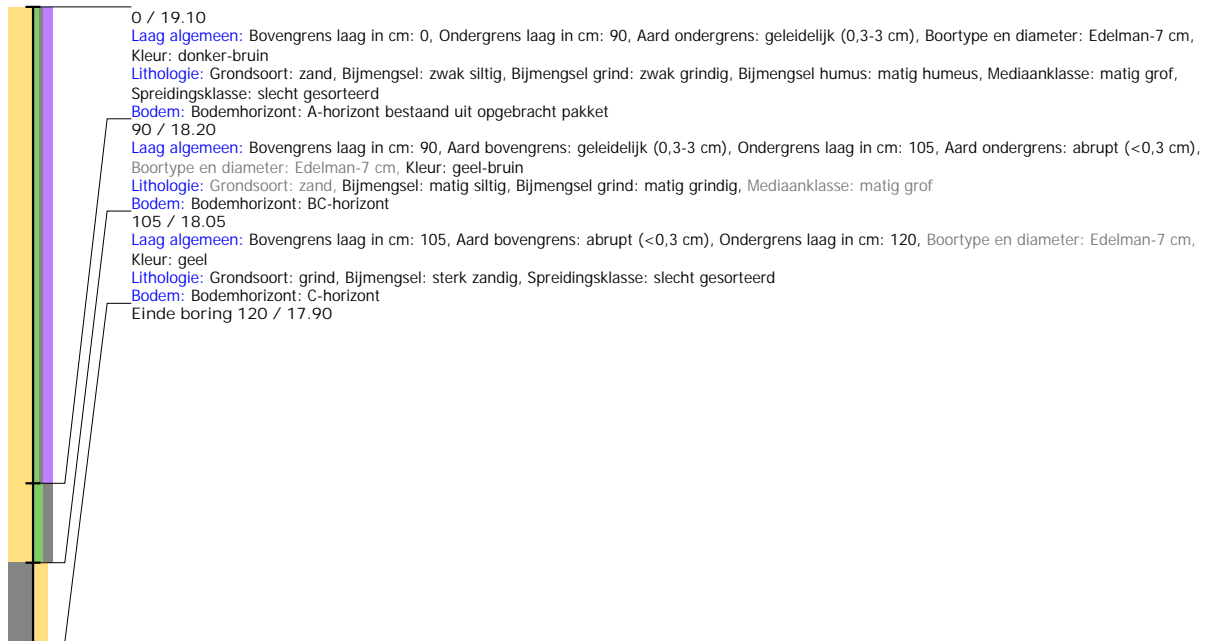 0 / 19.10
Laag algemeen: Bovengrens laag in cm: 0, Ondergrens laag in cm: 90, Aard ondergrens: geleidelijk (0,3-3 cm), Boortype en diameter: Edelman-7 cm,
Kleur: donker-bruin
Lithologie: Grondsoort: zand, Bijmengsel: zwak siltig, Bijmengsel grind: zwak grindig, Bijmengsel humus: matig humeus, Mediaanklasse: matig grof,
Spreidingsklasse: slecht gesorteerd
Bodem: Bodemhorizont: A-horizont bestaand uit opgebracht pakket
90 / 18.20
Laag algemeen: Bovengrens laag in cm: 90, Aard bovengrens: geleidelijk (0,3-3 cm), Ondergrens laag in cm: 105, Aard ondergrens: abrupt (<0,3 cm),
Boortype en diameter: Edelman-7 cm, Kleur: geel-bruin
Lithologie: Grondsoort: zand, Bijmengsel: matig siltig, Bijmengsel grind: matig grindig, Mediaanklasse: matig grof
Bodem: Bodemhorizont: BC-horizont
105 / 18.05
Laag algemeen: Bovengrens laag in cm: 105, Aard bovengrens: abrupt (<0,3 cm), Ondergrens laag in cm: 120, Boortype en diameter: Edelman-7 cm,
Kleur: geel
Lithologie: Grondsoort: grind, Bijmengsel: sterk zandig, Spreidingsklasse: slecht gesorteerd
Bodem: Bodemhorizont: C-horizont
Einde boring 120 / 17.90